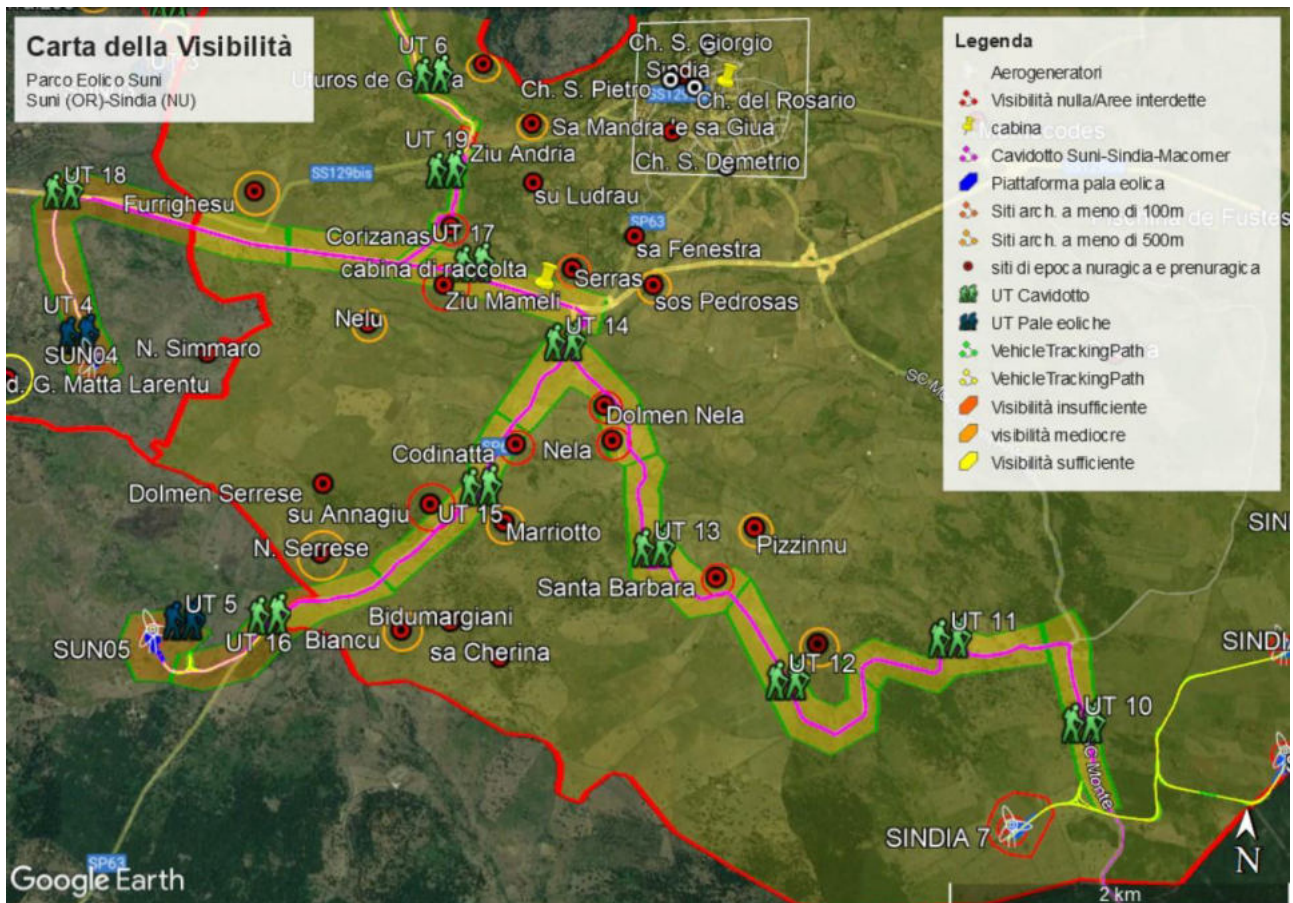 Carta della Visibilità
Parco Eolico Suni
Suni (OR)-Sindia (NU)
Legenda
Aerogeneratori
Visibilità nulla/Aree interdette
cabina
Cavidotto Suni-Sindia-Macomer
Piattaforma pala eolica
Siti arch. a meno di 100m
Siti arch. a meno di 500m
siti di epoca nuragica e prenuragica
UT Cavidotto
UT Pale eoliche
VehicleTrackingPath
VehicleTrackingPath
Visibilità insufficiente
visibilità mediocre
Visibilità sufficiente
UT 6
Ch. S. Giorgio
Sindia
Ch. S. Pietro
Ch. del Rosario
Sa Mandra 'e sa Giua
UT 19
Ziu Andria
Ch. S. Demetrio
SS129bis
UT 18
Furrighesu
su Ludrau
SP63
Corizanas
UT 17
sa Fenestra
cabina di raccolta
Serras
Ziu Mameli
sos Pedrosas
UT 4
Nelu
UT 14
SUN04
N. Simmaro
d. G. Matta Larentu
Dolmen Nela
Codinatta
Nela
Dolmen Serrese
su Annagiu
UT 15
Marriotto
UT 13
Pizzinnu
N. Serrese
Santa Barbara
UT 5
Bidumargiani
UT 11
SUN05
UT 16
Biancu
sa Cherina
UT 12
UT 10
SC Monte
SINDIA 7
SP63
Google Earth
N
2 km